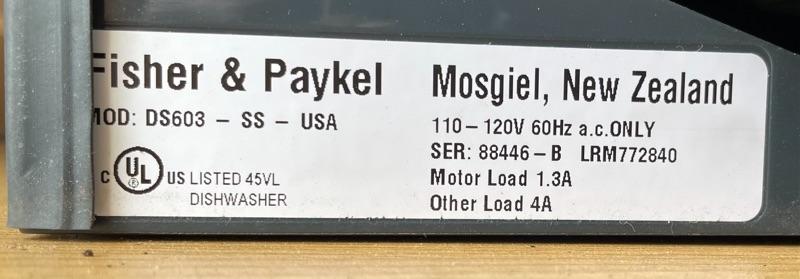 Fisher & Paykel
MOD: DS603 - SS - USA
c UL ® US LISTED 45VL
DISHWASHER
Mosgiel, New Zealand
110-120V 60Hz a.c.ONLY
SER: 88446-B LRM772840
Motor Load 1.3A
Other Load 4A